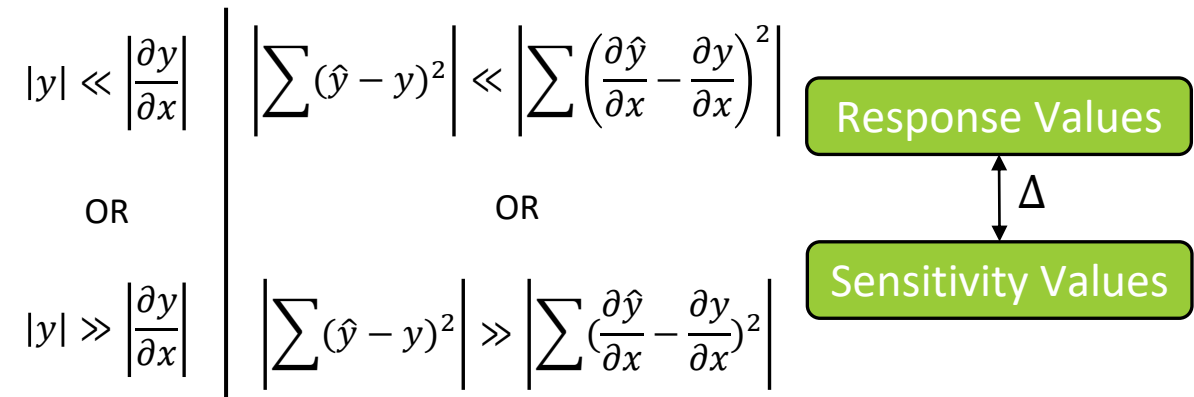 |y| ≪ |∂y/∂x|
|∑(ŷ − y)²| ≪ |∑(∂ŷ/∂x − ∂y/∂x)²|
OR
OR
|y| ≫ |∂y/∂x|
|∑(ŷ − y)²| ≫ |∑(∂ŷ/∂x − ∂y/∂x)²|
Response Values
Δ
Sensitivity Values